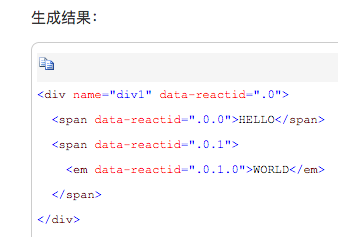 生成结果：
<div name="div1" data-reactid=".0">
  <span data-reactid=".0.0">HELLO</span>
  <span data-reactid=".0.1">
    <em data-reactid=".0.1.0">WORLD</em>
  </span>
</div>